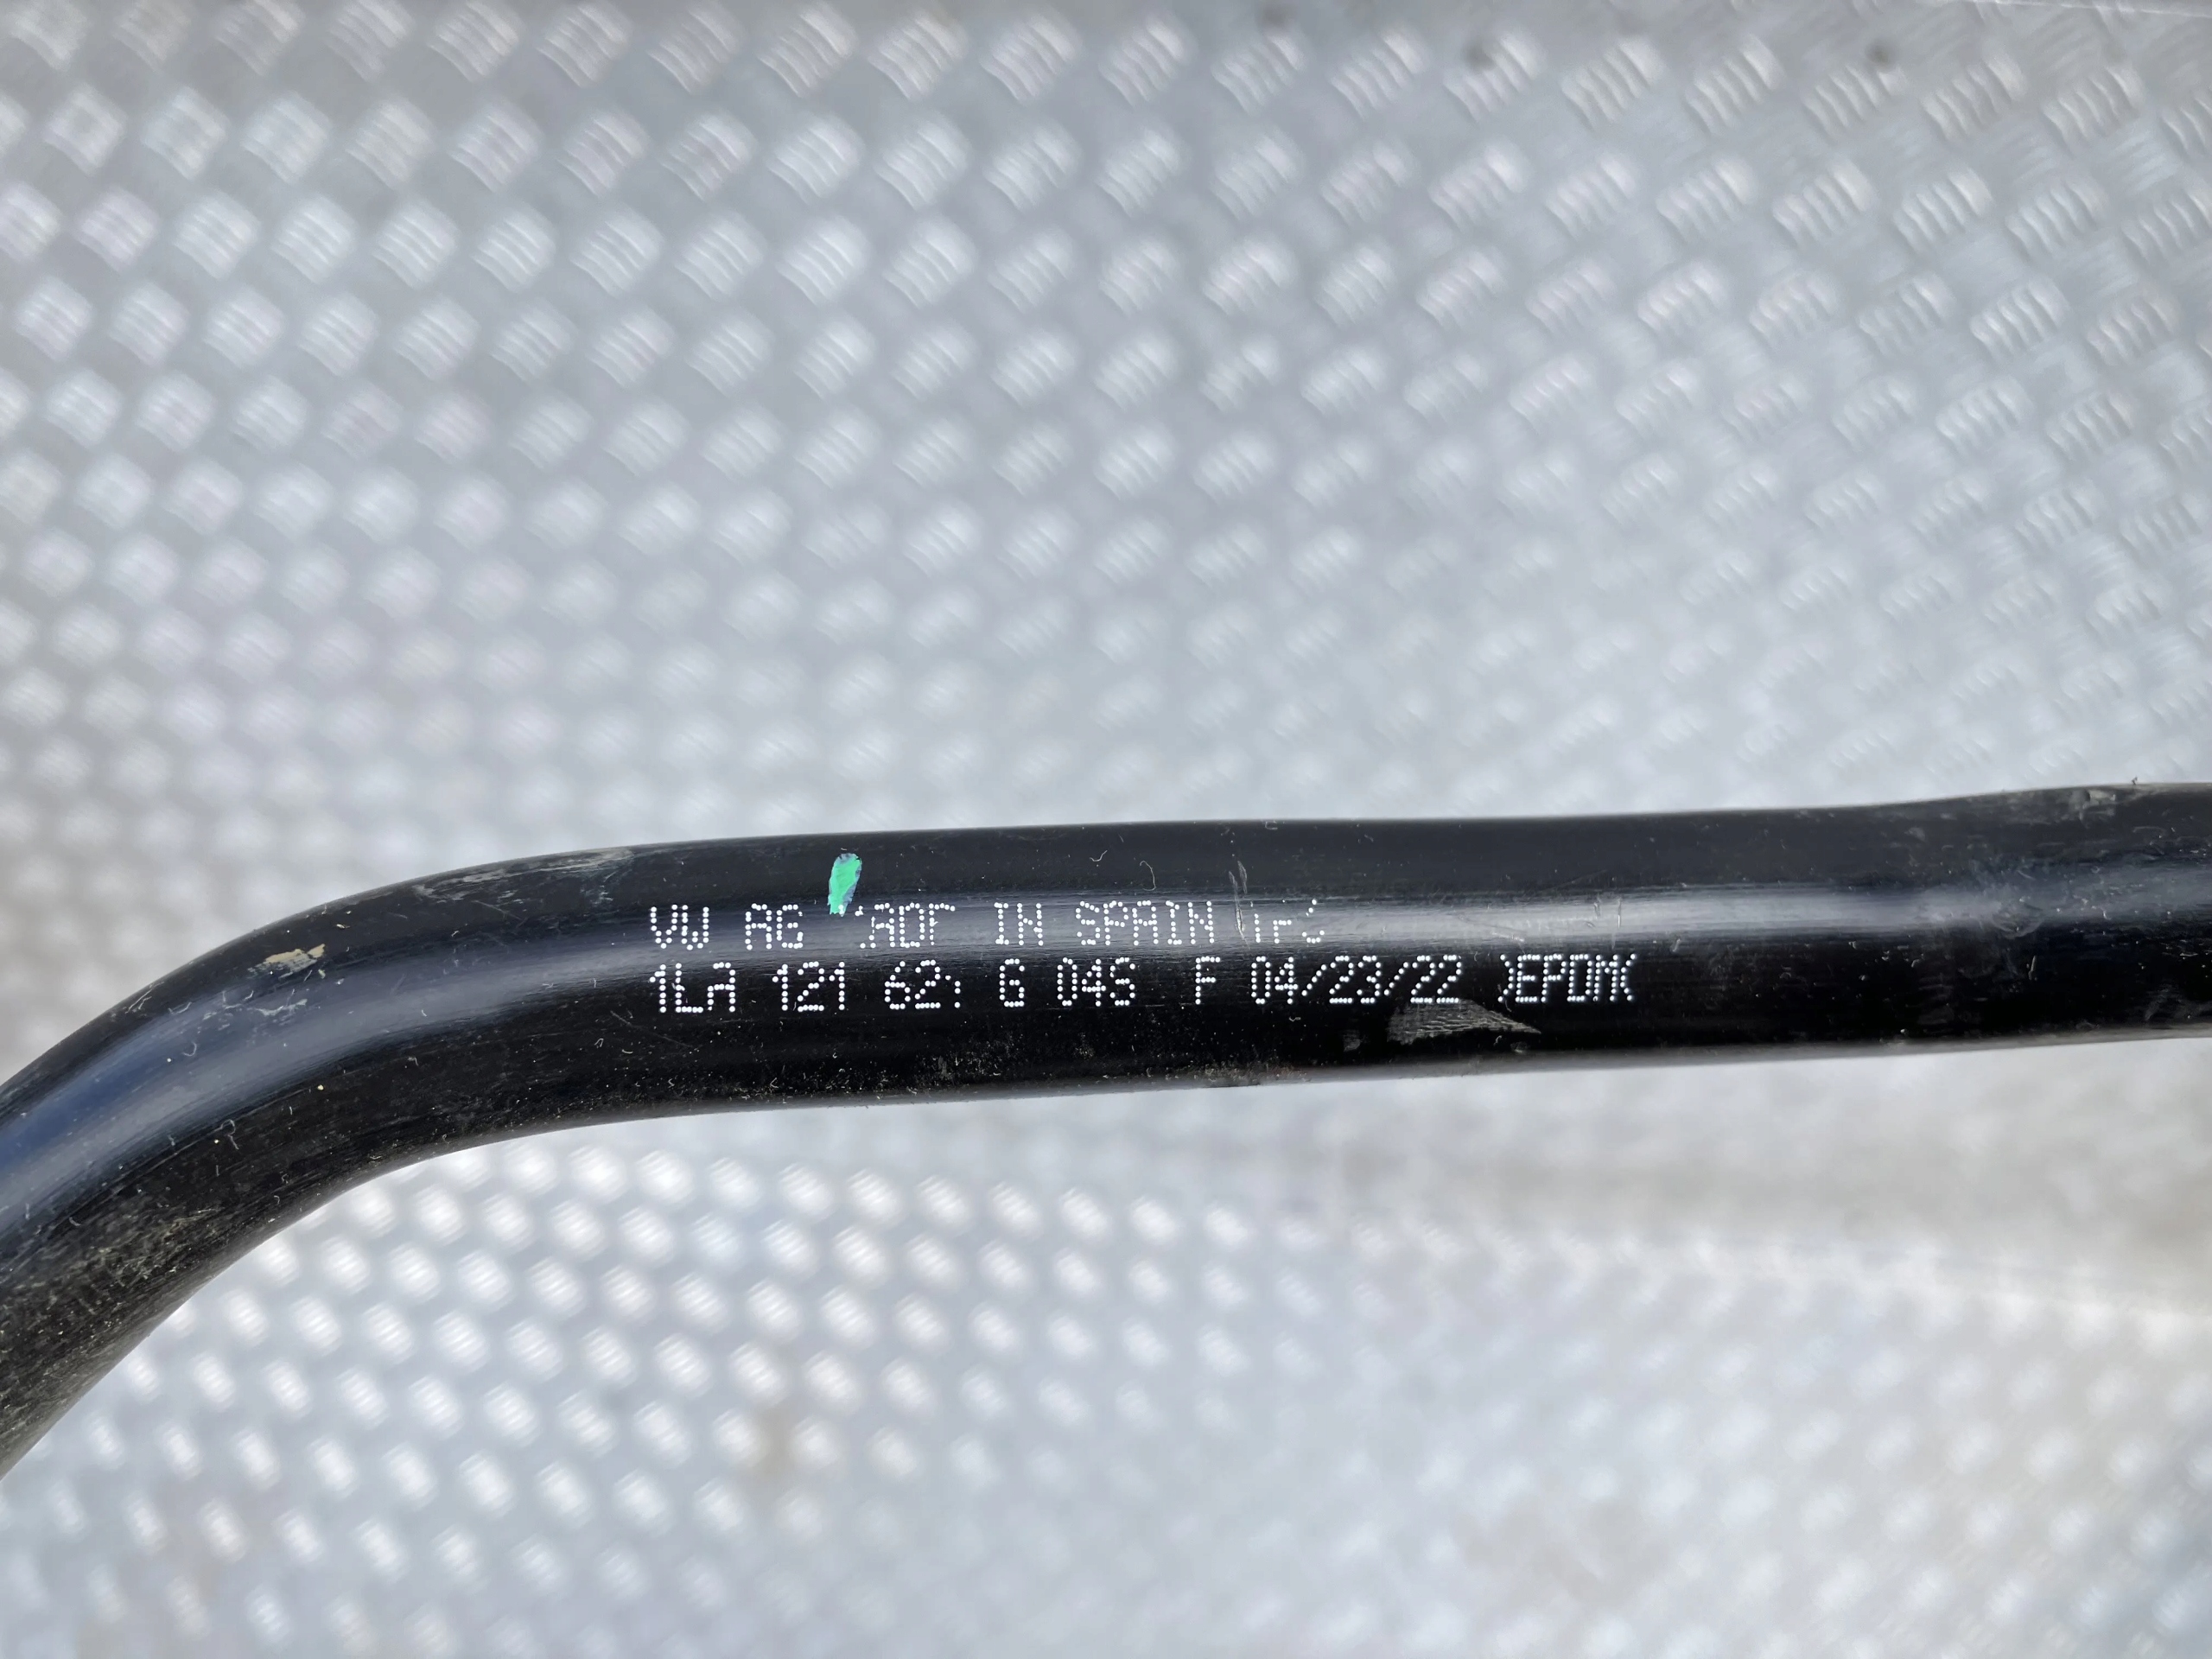 VW AG IN SPAIN
1LA 121 G 04S F 04/23/22 >EPDM<